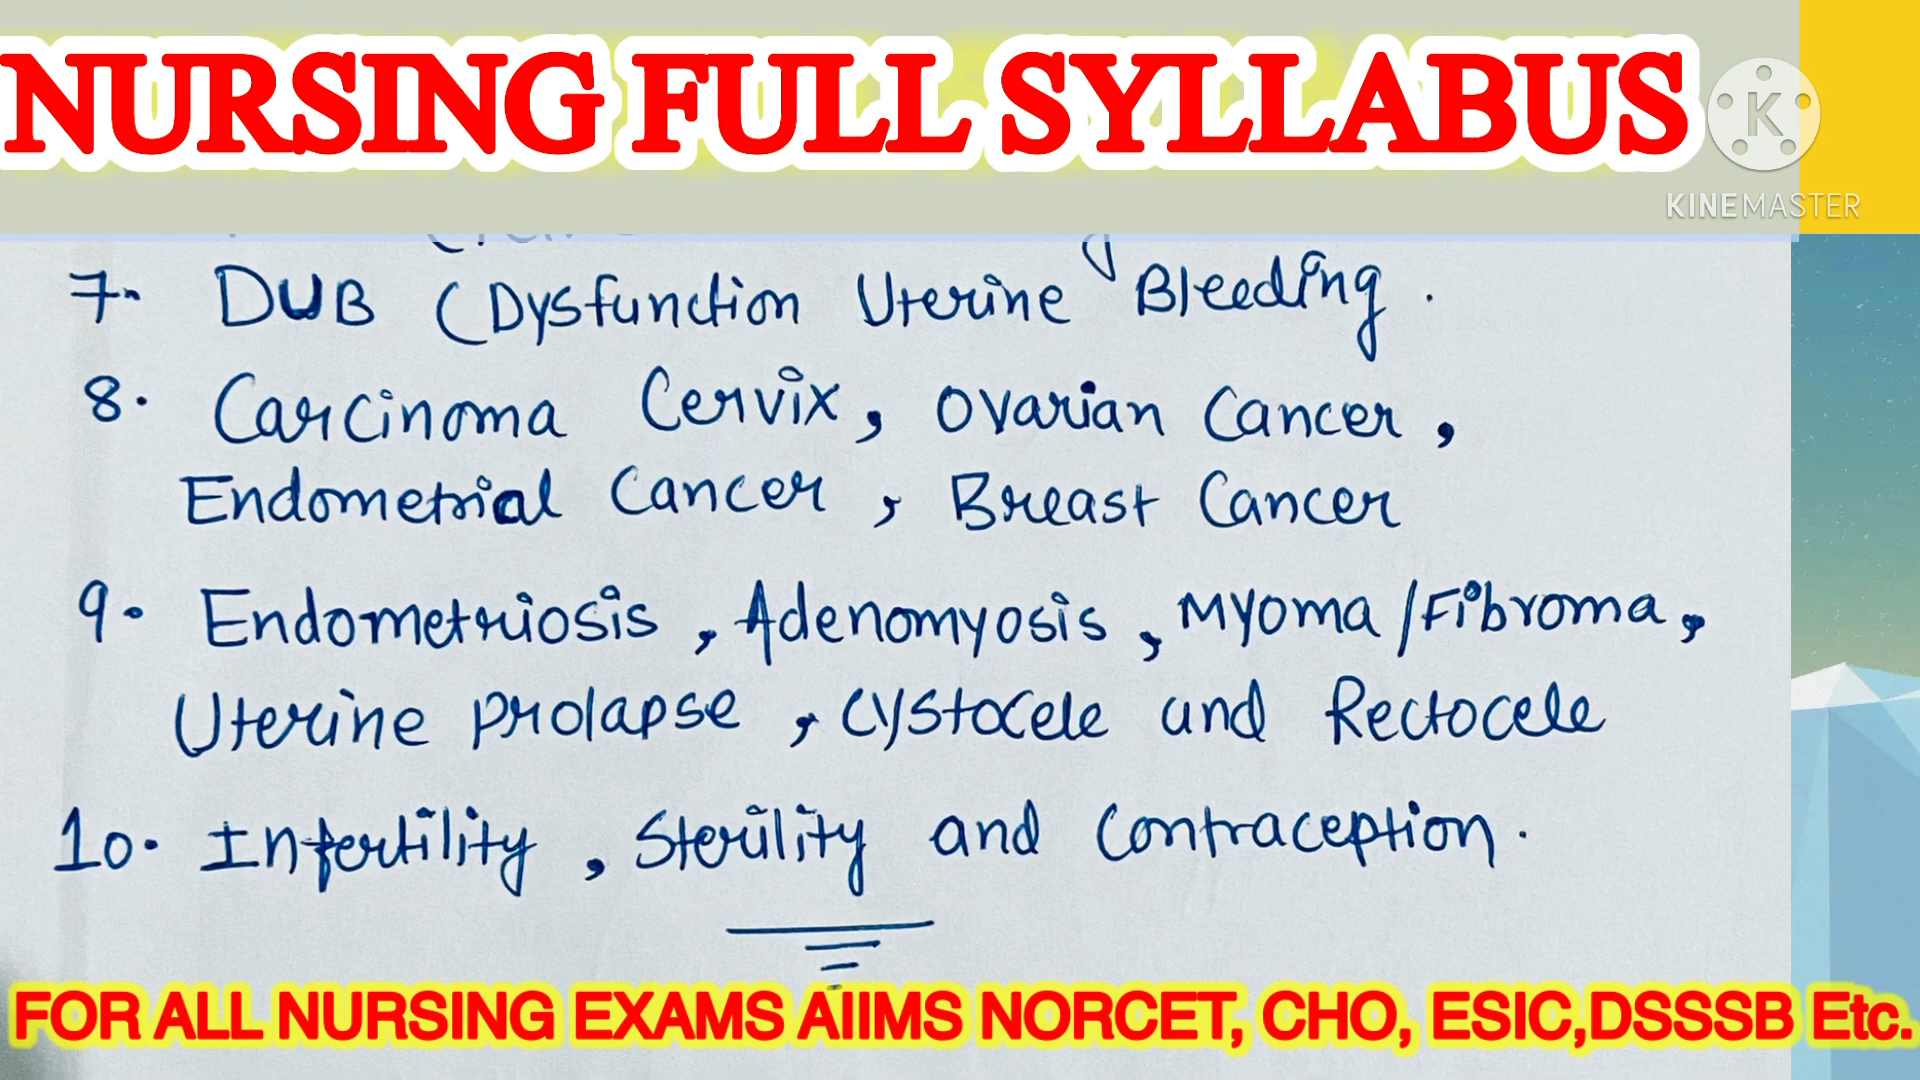 NURSING FULL SYLLABUS
K
KINEMASTER
7. DUB (Dysfunction Uterine Bleeding.
8. Carcinoma Cervix, Ovarian Cancer,
Endometrial Cancer, Breast Cancer
9. Endometriosis, Adenomyosis, Myoma/Fibroma,
Uterine prolapse, Cystocele and Rectocele
10. Infertility, Sterility and Contraception.
FOR ALL NURSING EXAMS AIIMS NORCET, CHO, ESIC,DSSSB Etc.